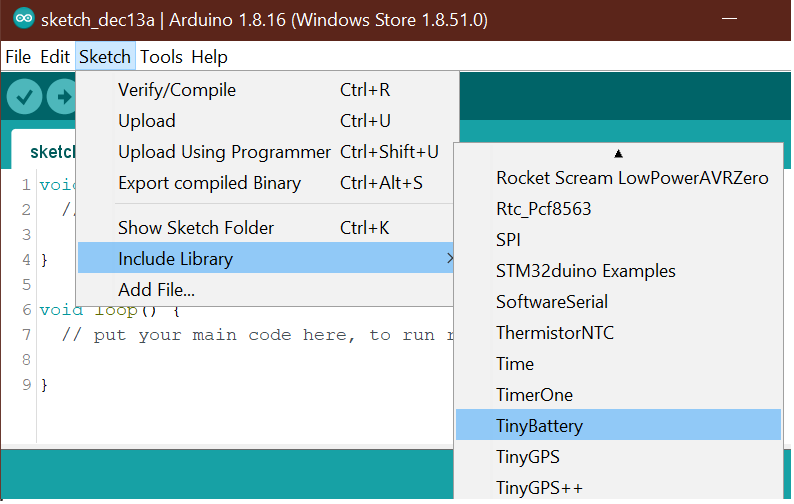 sketch_dec13a | Arduino 1.8.16 (Windows Store 1.8.51.0)
File Edit Sketch Tools Help
Verify/Compile Ctrl+R
Upload Ctrl+U
Upload Using Programmer Ctrl+Shift+U
Export compiled Binary Ctrl+Alt+S
Show Sketch Folder Ctrl+K
Include Library
Add File...
Rocket Scream LowPowerAVRZero
Rtc_Pcf8563
SPI
STM32duino Examples
SoftwareSerial
ThermistorNTC
Time
TimerOne
TinyBattery
TinyGPS
TinyGPS++
sketch
1 void
2 //
3
4 }
5
6 void loop() {
7 // put your main code here, to run
8
9 }